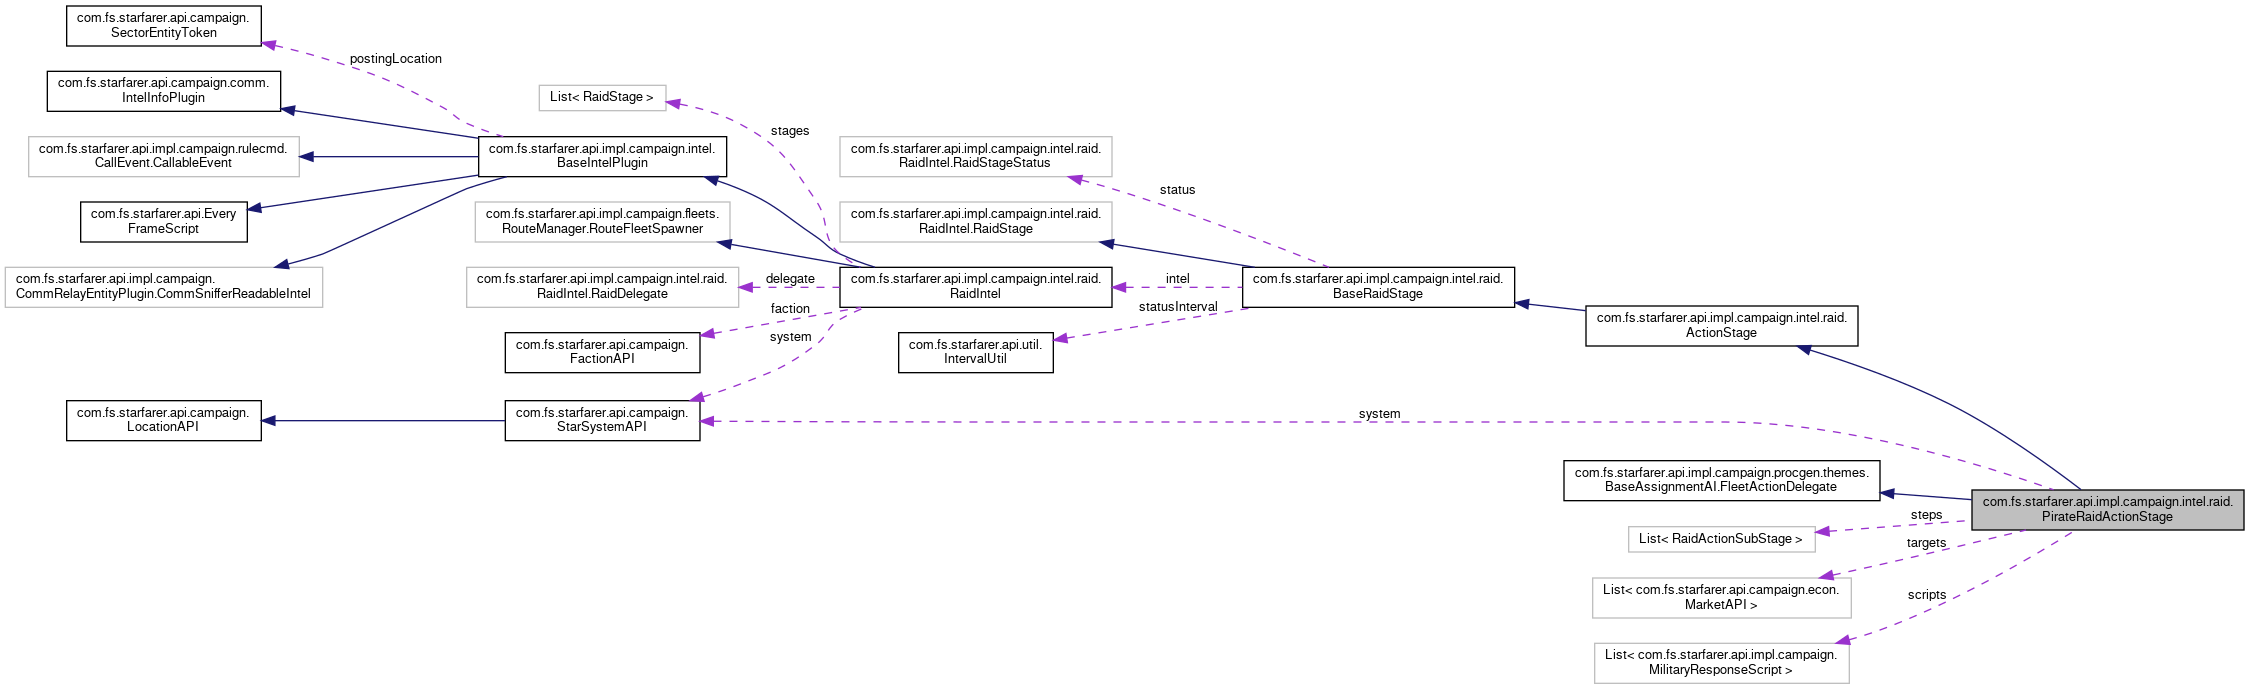 com.fs.starfarer.api.campaign.
SectorEntityToken
postingLocation
com.fs.starfarer.api.campaign.comm.
IntelInfoPlugin
com.fs.starfarer.api.impl.campaign.rulecmd.
CallEvent.CallableEvent
com.fs.starfarer.api.Every
FrameScript
com.fs.starfarer.api.impl.campaign.
CommRelayEntityPlugin.CommSnifferReadableIntel
com.fs.starfarer.api.campaign.
LocationAPI
List< RaidStage >
stages
com.fs.starfarer.api.impl.campaign.intel.
BaseIntelPlugin
com.fs.starfarer.api.impl.campaign.fleets.
RouteManager.RouteFleetSpawner
com.fs.starfarer.api.impl.campaign.intel.raid.
RaidIntel.RaidDelegate
delegate
faction
com.fs.starfarer.api.campaign.
FactionAPI
system
com.fs.starfarer.api.campaign.
StarSystemAPI
com.fs.starfarer.api.impl.campaign.intel.raid.
RaidIntel.RaidStageStatus
status
com.fs.starfarer.api.impl.campaign.intel.raid.
RaidIntel.RaidStage
com.fs.starfarer.api.impl.campaign.intel.raid.
RaidIntel
intel
statusInterval
com.fs.starfarer.api.util.
IntervalUtil
com.fs.starfarer.api.impl.campaign.intel.raid.
BaseRaidStage
com.fs.starfarer.api.impl.campaign.intel.raid.
ActionStage
system
com.fs.starfarer.api.impl.campaign.procgen.themes.
BaseAssignmentAI.FleetActionDelegate
com.fs.starfarer.api.impl.campaign.intel.raid.
PirateRaidActionStage
steps
List< RaidActionSubStage >
targets
List< com.fs.starfarer.api.campaign.econ.
MarketAPI >
scripts
List< com.fs.starfarer.api.impl.campaign.
MilitaryResponseScript >